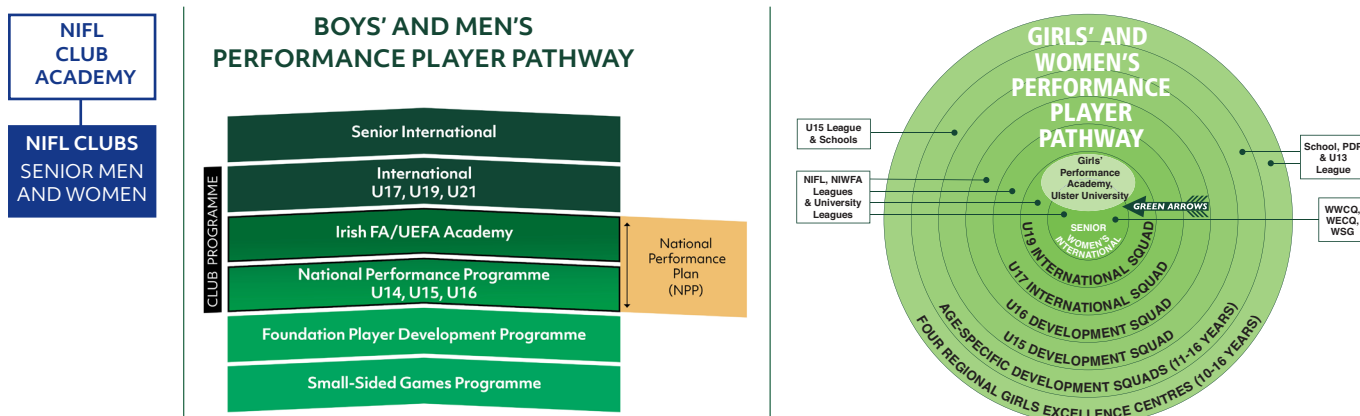 NIFL
CLUB
ACADEMY
NIFL CLUBS
SENIOR MEN
AND WOMEN
BOYS' AND MEN'S
PERFORMANCE PLAYER PATHWAY
CLUB PROGRAMME
Senior International
International
U17, U19, U21
Irish FA/UEFA Academy
National Performance Programme
U14, U15, U16
Foundation Player Development Programme
Small-Sided Games Programme
National
Performance
Plan
(NPP)
GIRLS' AND
WOMEN'S
PERFORMANCE
PLAYER
PATHWAY
U15 League
& Schools
NIFL, NIWFA
Leagues
& University
Leagues
School, PDP
& U13
League
WWCQ,
WECQ,
WSG
Girls'
Performance
Academy,
Ulster University
GREEN ARROWS
SENIOR
WOMEN'S
INTERNATIONAL
U19 INTERNATIONAL SQUAD
U17 INTERNATIONAL SQUAD
U16 DEVELOPMENT SQUAD
U15 DEVELOPMENT SQUAD
AGE-SPECIFIC DEVELOPMENT SQUADS (11-16 YEARS)
FOUR REGIONAL GIRLS EXCELLENCE CENTRES (10-16 YEARS)